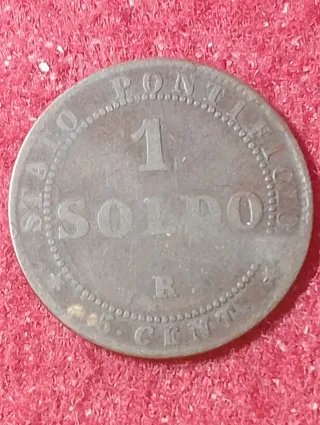 STATO PONTIFICIO
1
SOLDO
R
5 CENT.